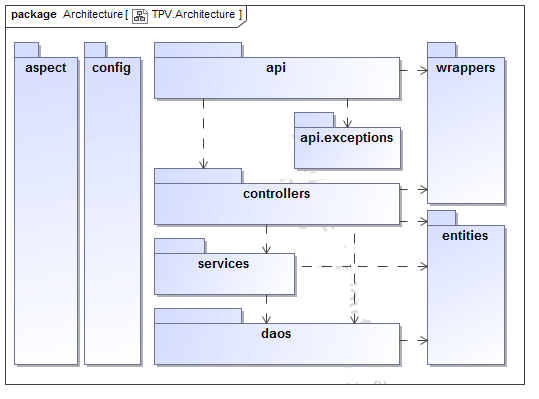 package Architecture [ TPV.Architecture ]
aspect
config
api
wrappers
api.exceptions
controllers
entities
services
daos